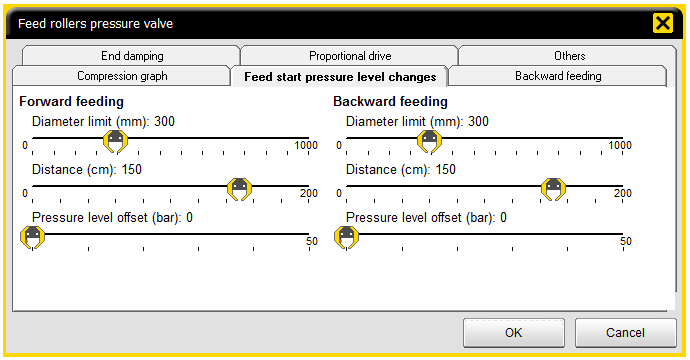 Feed rollers pressure valve
End damping Proportional drive Others
Compression graph Feed start pressure level changes Backward feeding
Forward feeding Backward feeding
Diameter limit (mm): 300 Diameter limit (mm): 300
0 1000 0 1000
Distance (cm): 150 Distance (cm): 150
0 200 0 200
Pressure level offset (bar): 0 Pressure level offset (bar): 0
0 50 0 50
OK Cancel